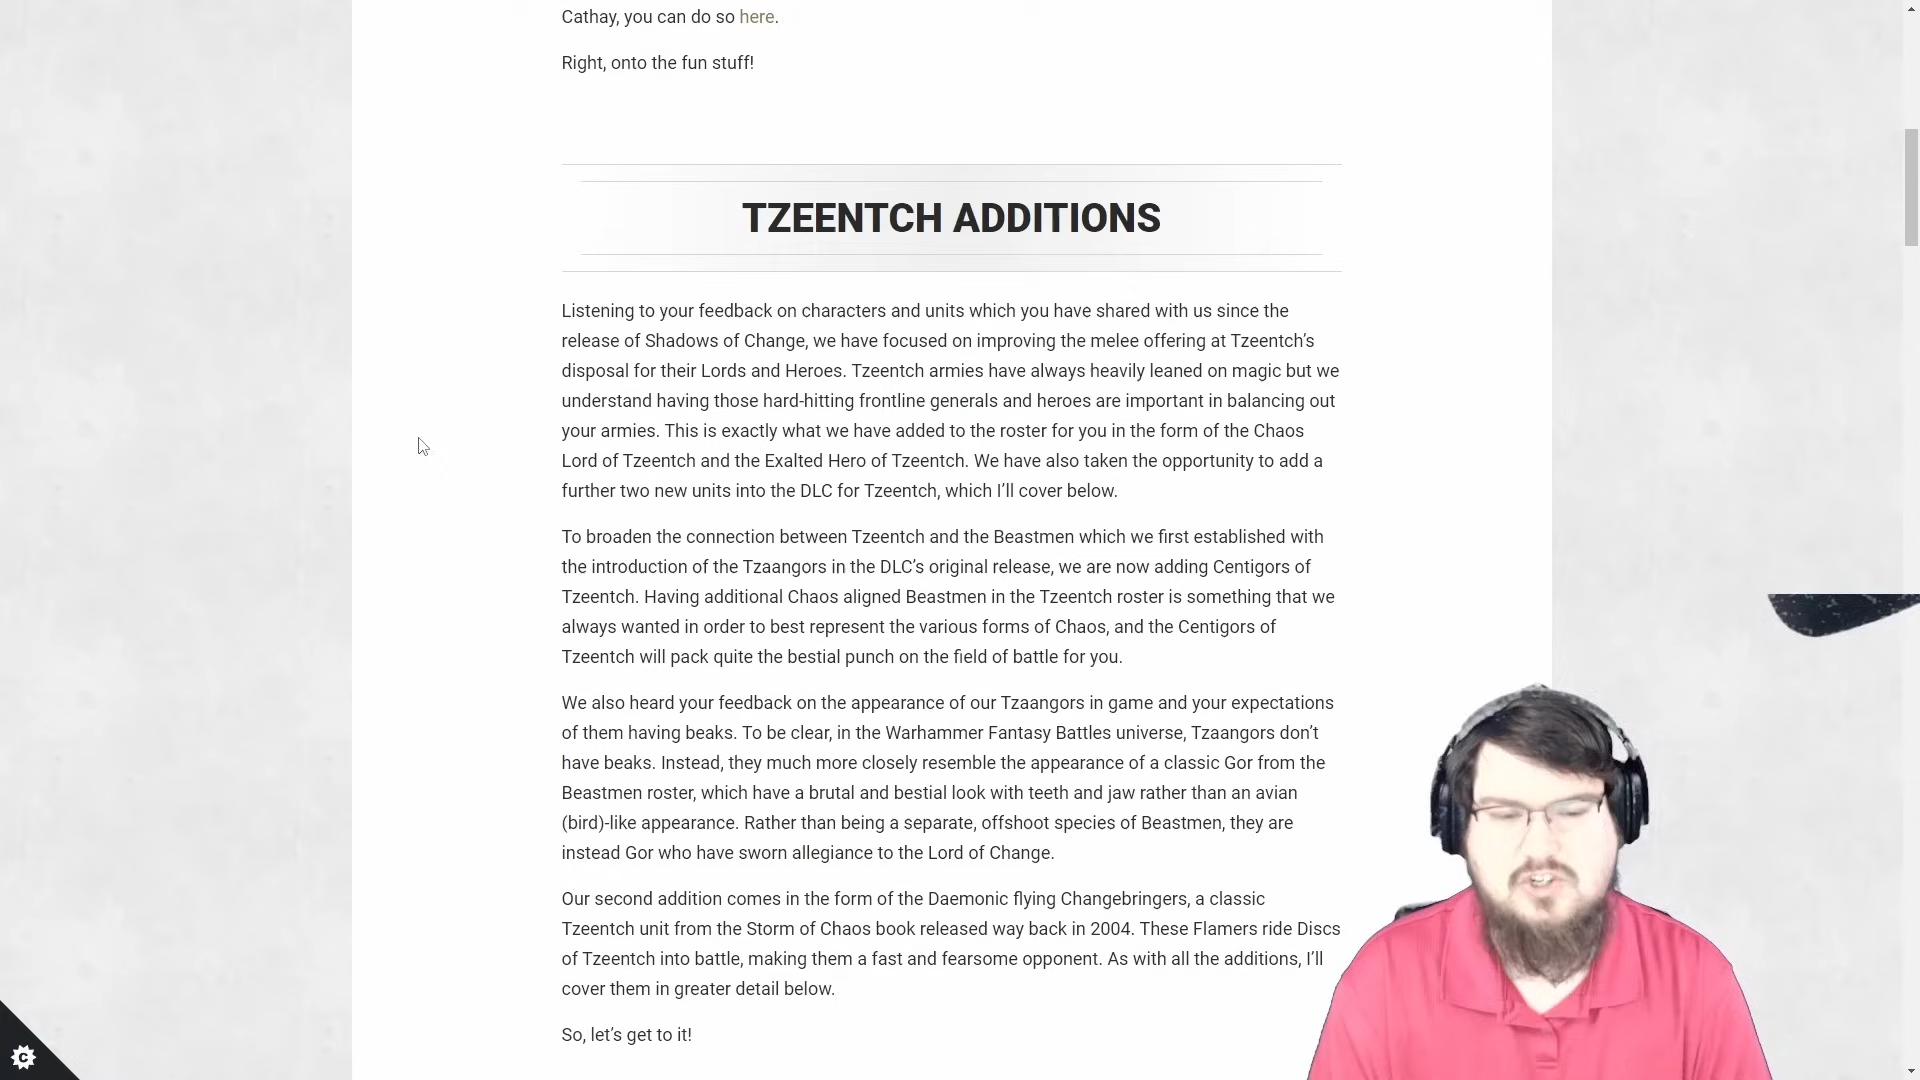 Cathay, you can do so here.
Right, onto the fun stuff!
TZEENTCH ADDITIONS
Listening to your feedback on characters and units which you have shared with us since the
release of Shadows of Change, we have focused on improving the melee offering at Tzeentch’s
disposal for their Lords and Heroes. Tzeentch armies have always heavily leaned on magic but we
understand having those hard-hitting frontline generals and heroes are important in balancing out
your armies. This is exactly what we have added to the roster for you in the form of the Chaos
Lord of Tzeentch and the Exalted Hero of Tzeentch. We have also taken the opportunity to add a
further two new units into the DLC for Tzeentch, which I’ll cover below.
To broaden the connection between Tzeentch and the Beastmen which we first established with
the introduction of the Tzaangors in the DLC’s original release, we are now adding Centigors of
Tzeentch. Having additional Chaos aligned Beastmen in the Tzeentch roster is something that we
always wanted in order to best represent the various forms of Chaos, and the Centigors of
Tzeentch will pack quite the bestial punch on the field of battle for you.
We also heard your feedback on the appearance of our Tzaangors in game and your expectations
of them having beaks. To be clear, in the Warhammer Fantasy Battles universe, Tzaangors don’t
have beaks. Instead, they much more closely resemble the appearance of a classic Gor from the
Beastmen roster, which have a brutal and bestial look with teeth and jaw rather than an avian
(bird)-like appearance. Rather than being a separate, offshoot species of Beastmen, they are
instead Gor who have sworn allegiance to the Lord of Change.
Our second addition comes in the form of the Daemonic flying Changebringers, a classic
Tzeentch unit from the Storm of Chaos book released way back in 2004. These Flamers ride Discs
of Tzeentch into battle, making them a fast and fearsome opponent. As with all the additions, I’ll
cover them in greater detail below.
So, let’s get to it!
C